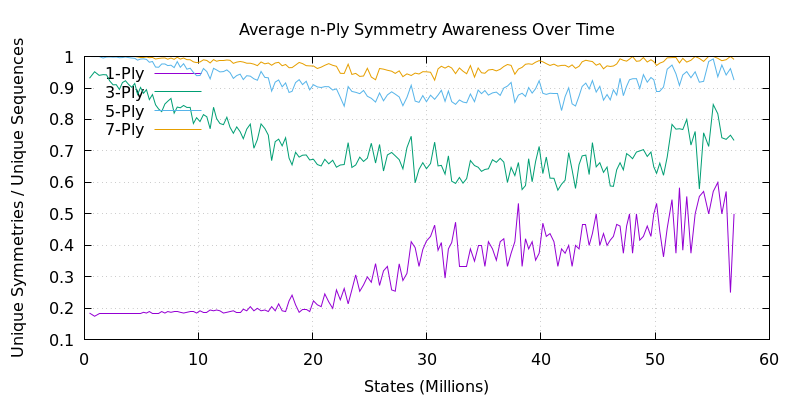 Average n-Ply Symmetry Awareness Over Time
Unique Symmetries / Unique Sequences
1
0.9
0.8
0.7
0.6
0.5
0.4
0.3
0.2
0.1
1-Ply
3-Ply
5-Ply
7-Ply
0 10 20 30 40 50 60
States (Millions)